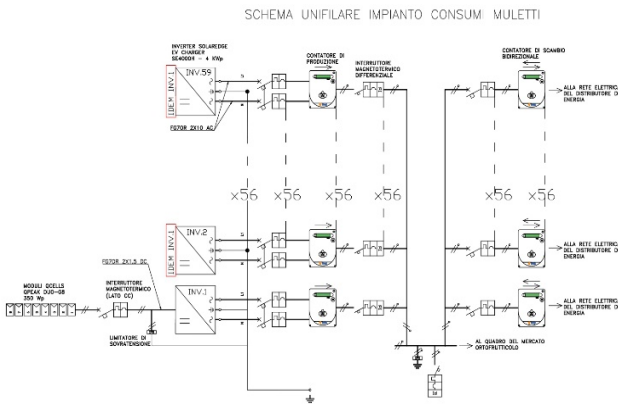 SCHEMA UNIFILARE IMPIANTO CONSUMI MULETTI
INVERTER SOLAREDGE
EV CHARGER
SE4000H - 4 KWp
CONTATORE DI
PRODUZIONE
INTERRUTTORE
MAGNETOTERMICO
DIFFERENZIALE
CONTATORE DI SCAMBIO
BIDIREZIONALE
IDEM INV.1
INV.59
FG7OR 2X10 AC
ALLA RETE ELETTRICA
DEL DISTRIBUTORE DI
ENERGIA
x56
x56
x56
x56
x56
x56
IDEM INV.1
INV.2
ALLA RETE ELETTRICA
DEL DISTRIBUTORE DI
ENERGIA
FG7OR 2X1,5 DC
MODULI QCELLS
QPEAK DUO-G8
350 Wp
INTERRUTTORE
MAGNETOTERMICO
(LATO CC)
INV.1
ALLA RETE ELETTRICA
DEL DISTRIBUTORE DI
ENERGIA
LIMITATORE DI
SOVRATENSIONE
AL QUADRO DEL MERCATO
ORTOFRUTTICOLO